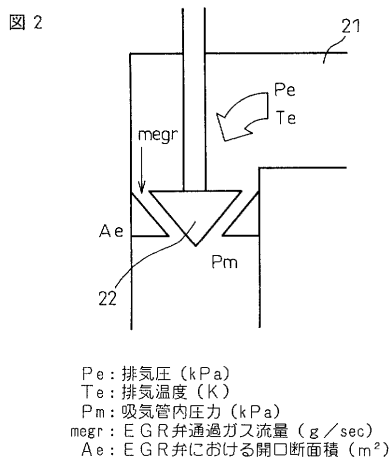 図２
21
Pe
Te
megr
Ae
Pm
22
Pe：排気圧（kPa）
Te：排気温度（K）
Pm：吸気管内圧力（kPa）
megr：ＥＧＲ弁通過ガス流量（g／sec）
Ae：ＥＧＲ弁における開口断面積（m²）